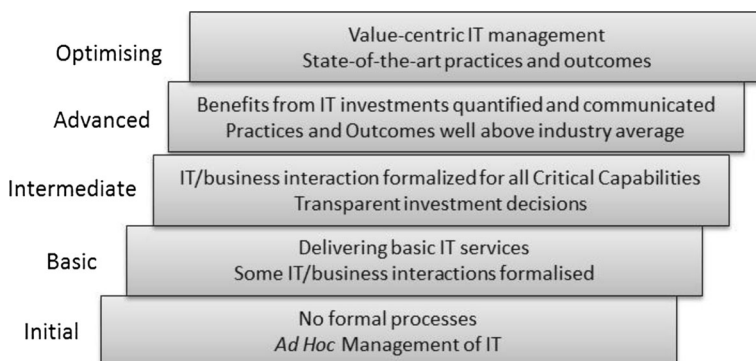 Optimising
Value-centric IT management
State-of-the-art practices and outcomes
Advanced
Benefits from IT investments quantified and communicated
Practices and Outcomes well above industry average
Intermediate
IT/business interaction formalized for all Critical Capabilities
Transparent investment decisions
Basic
Delivering basic IT services
Some IT/business interactions formalised
Initial
No formal processes
Ad Hoc Management of IT